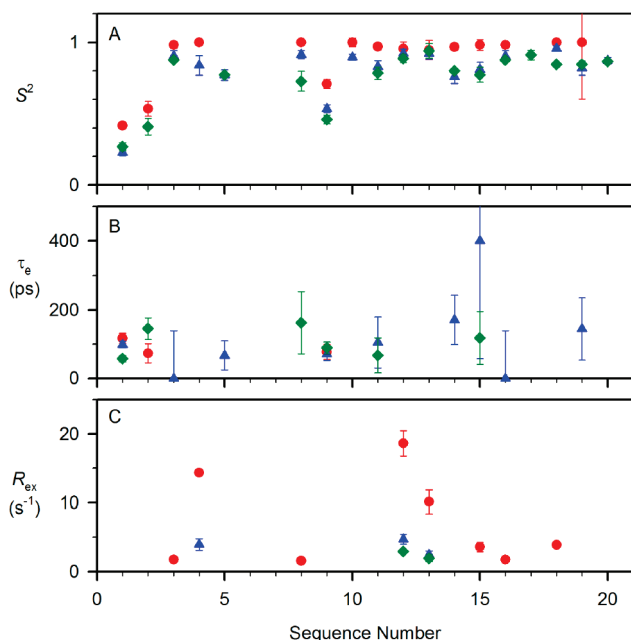 A
S²
1
0
B
τe
(ps)
400
200
0
C
Rex
(s⁻¹)
20
10
0
0 5 10 15 20
Sequence Number